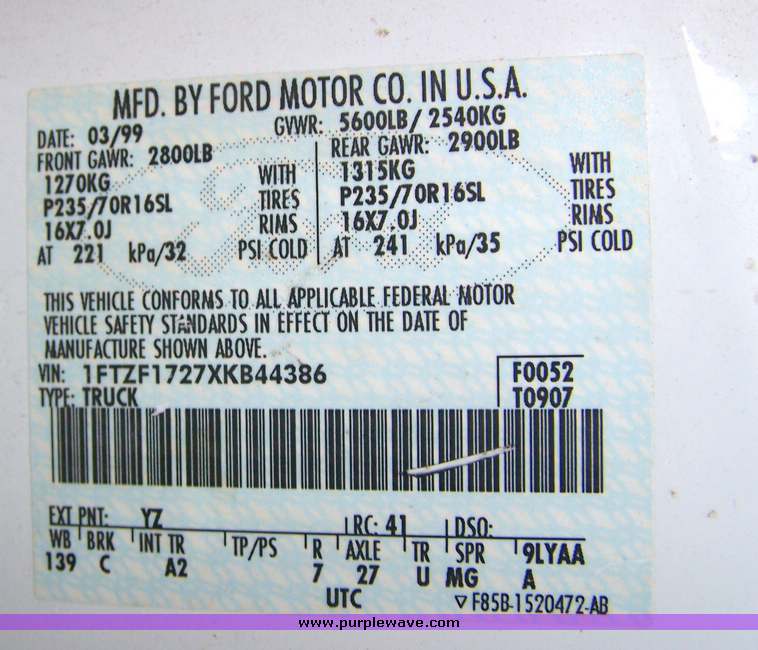 MFD. BY FORD MOTOR CO. IN U.S.A.
DATE: 03/99 GVWR: 5600LB/ 2540KG
FRONT GAWR: 2800LB REAR GAWR: 2900LB
1270KG WITH 1315KG WITH
P235/70R16SL TIRES P235/70R16SL TIRES
16X7.0J RIMS 16X7.0J RIMS
AT 221 kPa/32 PSI COLD AT 241 kPa/35 PSI COLD
THIS VEHICLE CONFORMS TO ALL APPLICABLE FEDERAL MOTOR
VEHICLE SAFETY STANDARDS IN EFFECT ON THE DATE OF
MANUFACTURE SHOWN ABOVE.
VIN: 1FTZF1727XKB44386 F0052
TYPE: TRUCK T0907
EXT PNT: YZ RC: 41 DSO:
WB BRK INT TR TP/PS R AXLE TR SPR 9LYAA
139 C A2 7 27 U MG A
UTC ▽F85B-1520472-AB
www.purplewave.com